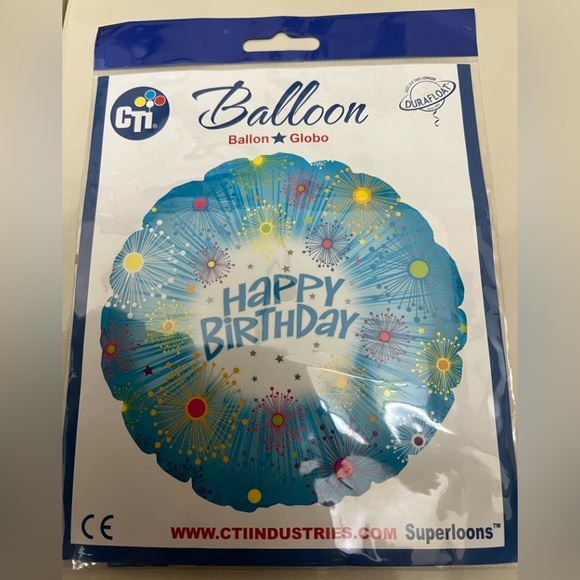 CTI®
Balloon
Ballon ★ Globo
DURAFLOAT
HAPPY
BIRTHDAY
CE
WWW.CTIINDUSTRIES.COM Superloons™